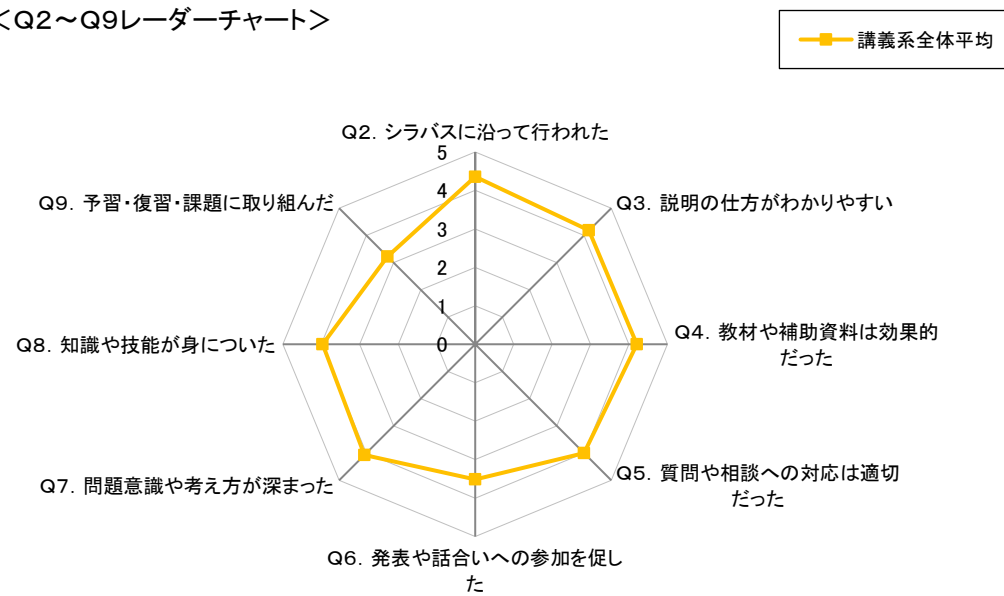 ＜Q2～Q9レーダーチャート＞
講義系全体平均
Q2．シラバスに沿って行われた
Q3．説明の仕方がわかりやすい
Q4．教材や補助資料は効果的
だった
Q5．質問や相談への対応は適切
だった
Q6．発表や話合いへの参加を促し
た
Q7．問題意識や考え方が深まった
Q8．知識や技能が身についた
Q9．予習・復習・課題に取り組んだ
5
4
3
2
1
0